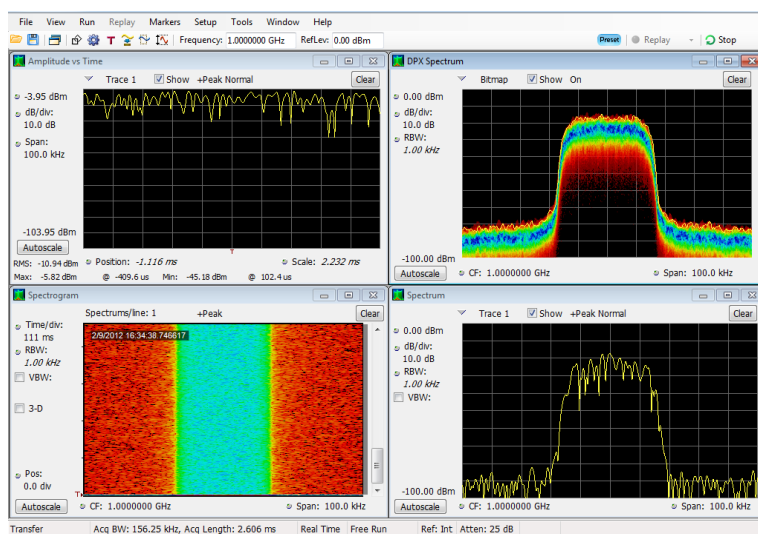 File View Run Replay Markers Setup Tools Window Help
T Frequency: 1.0000000 GHz RefLev: 0.00 dBm Preset Replay Stop
Amplitude vs Time
Trace 1 Show +Peak Normal Clear
-3.95 dBm
dB/div:
10.0 dB
Span:
100.0 kHz
-103.95 dBm
Autoscale
T
Position: -1.116 ms Scale: 2.232 ms
RMS: -10.94 dBm
Max: -5.82 dBm @ -409.6 us Min: -45.18 dBm @ 102.4 us
DPX Spectrum
Bitmap Show On Clear
0.00 dBm
dB/div:
10.0 dB
RBW:
1.00 kHz
-100.00 dBm
Autoscale CF: 1.0000000 GHz Span: 100.0 kHz
Spectrogram
Spectrums/line: 1 +Peak Clear
Time/div:
111 ms
RBW:
1.00 kHz
VBW:
3-D
Pos:
0.0 div
2/9/2012 16:34:38.746617
Autoscale CF: 1.0000000 GHz Span: 100.0 kHz
Spectrum
Trace 1 Show +Peak Normal Clear
0.00 dBm
dB/div:
10.0 dB
RBW:
1.00 kHz
VBW:
-100.00 dBm
Autoscale CF: 1.0000000 GHz Span: 100.0 kHz
Transfer Acq BW: 156.25 kHz, Acq Length: 2.606 ms Real Time Free Run Ref: Int Atten: 25 dB